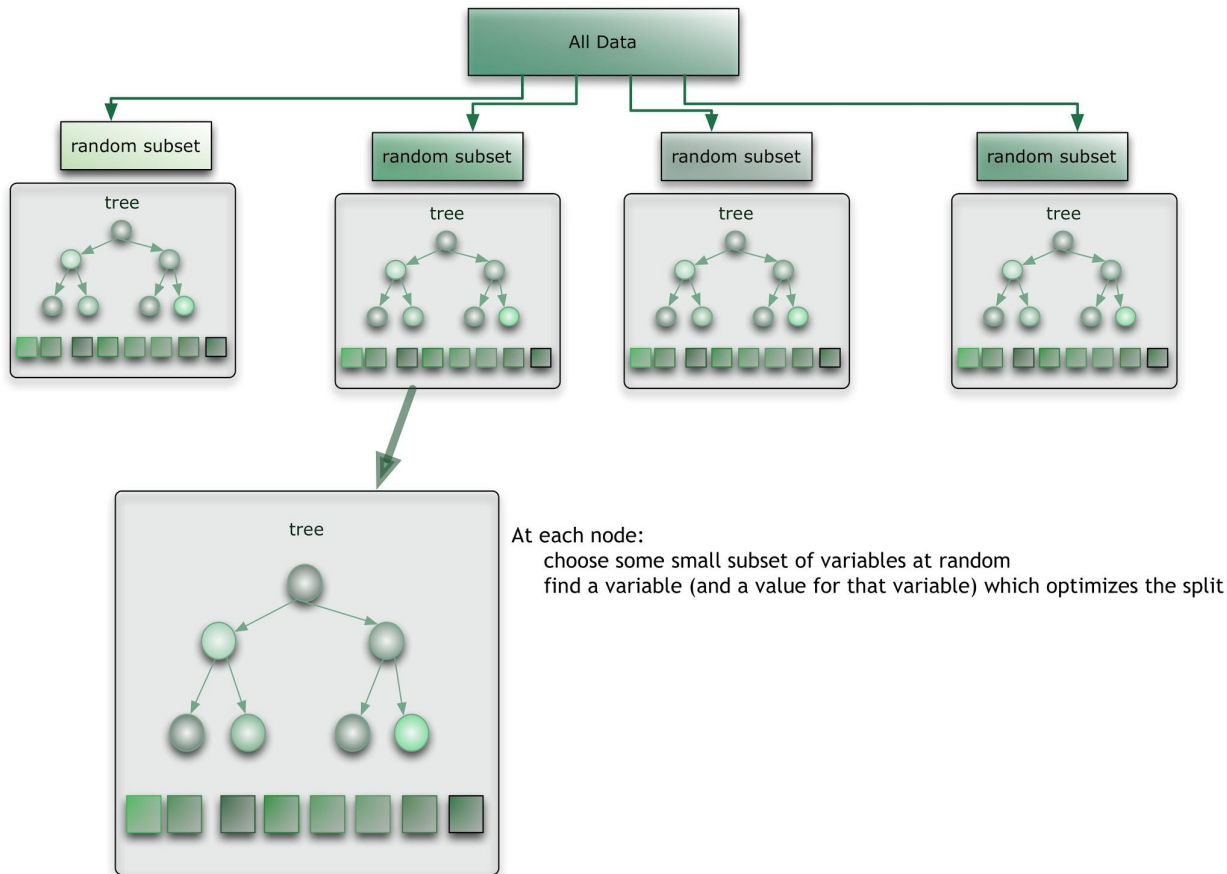 All Data
random subset
random subset
random subset
random subset
tree
tree
tree
tree
tree
At each node:
choose some small subset of variables at random
find a variable (and a value for that variable) which optimizes the split